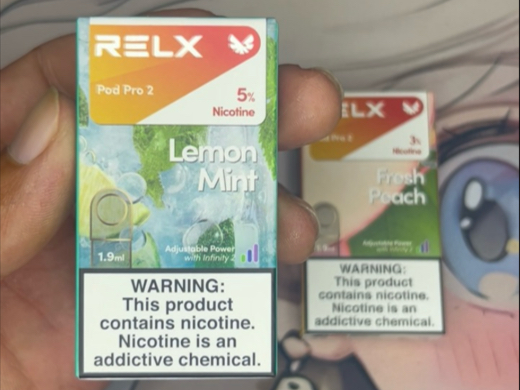 RELX
Pod Pro 2
5%
Nicotine
Lemon
Mint
1.9ml
Adjustable Power
with Infinity 2
WARNING:
This product
contains nicotine.
Nicotine is an
addictive chemical.
ELX
Pro 2
3%
Nicotine
Fresh
Peach
1.9ml
Adjustable Power
with Infinity 2
WARNING:
This product
contains nicotine.
Nicotine is an
addictive chemical.